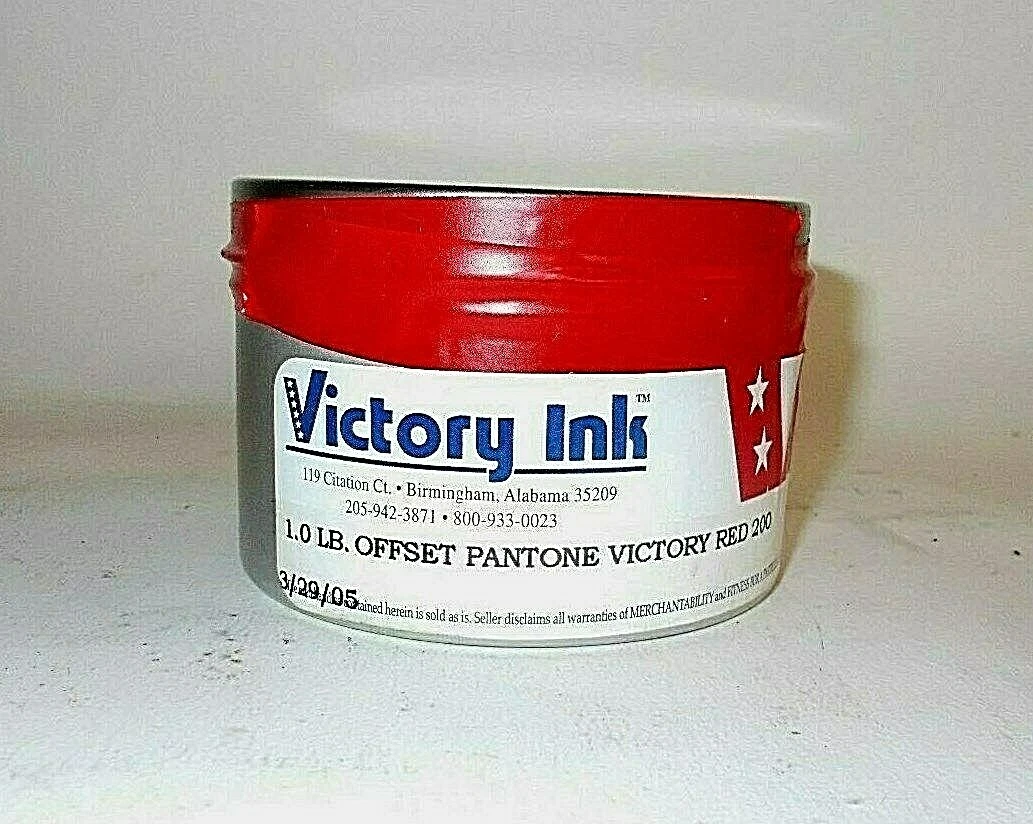 Victory Ink™
119 Citation Ct. • Birmingham, Alabama 35209
205-942-3871 • 800-933-0023
1.0 LB. OFFSET PANTONE VICTORY RED 200
3/29/05
contained herein is sold as is. Seller disclaims all warranties of MERCHANTABILITY and FITNESS FOR A